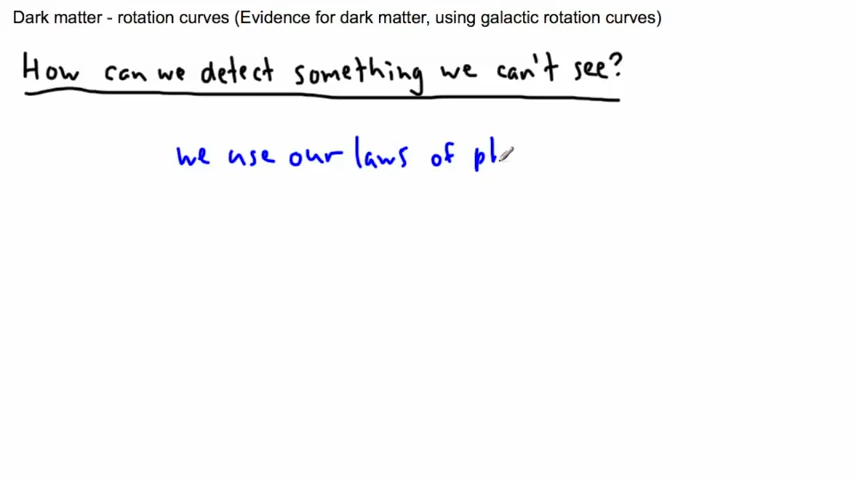 Dark matter - rotation curves (Evidence for dark matter, using galactic rotation curves)
How can we detect something we can't see?
we use our laws of ph